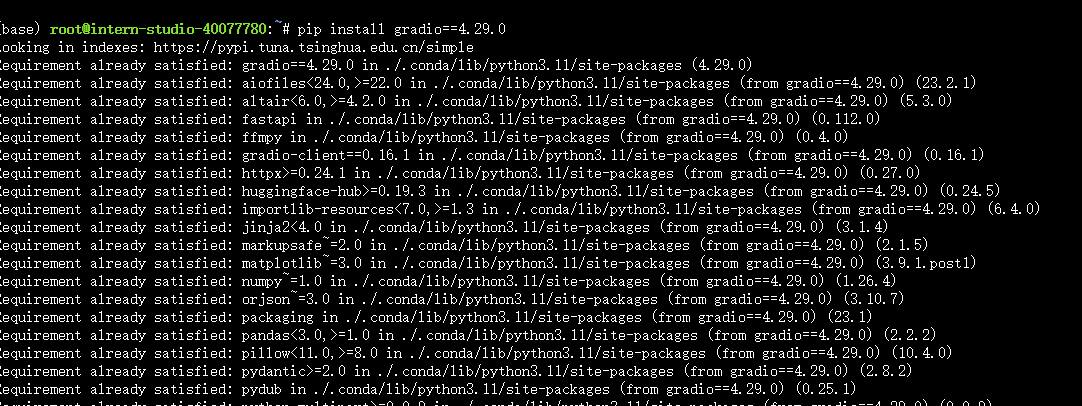 (base) root@intern-studio-40077780:~# pip install gradio==4.29.0
Looking in indexes: https://pypi.tuna.tsinghua.edu.cn/simple
Requirement already satisfied: gradio==4.29.0 in ./.conda/lib/python3.11/site-packages (4.29.0)
Requirement already satisfied: aiofiles<24.0,>=22.0 in ./.conda/lib/python3.11/site-packages (from gradio==4.29.0) (23.2.1)
Requirement already satisfied: altair<6.0,>=4.2.0 in ./.conda/lib/python3.11/site-packages (from gradio==4.29.0) (5.3.0)
Requirement already satisfied: fastapi in ./.conda/lib/python3.11/site-packages (from gradio==4.29.0) (0.112.0)
Requirement already satisfied: ffmpy in ./.conda/lib/python3.11/site-packages (from gradio==4.29.0) (0.4.0)
Requirement already satisfied: gradio-client==0.16.1 in ./.conda/lib/python3.11/site-packages (from gradio==4.29.0) (0.16.1)
Requirement already satisfied: httpx>=0.24.1 in ./.conda/lib/python3.11/site-packages (from gradio==4.29.0) (0.27.0)
Requirement already satisfied: huggingface-hub>=0.19.3 in ./.conda/lib/python3.11/site-packages (from gradio==4.29.0) (0.24.5)
Requirement already satisfied: importlib-resources<7.0,>=1.3 in ./.conda/lib/python3.11/site-packages (from gradio==4.29.0) (6.4.0)
Requirement already satisfied: jinja2<4.0 in ./.conda/lib/python3.11/site-packages (from gradio==4.29.0) (3.1.4)
Requirement already satisfied: markupsafe~=2.0 in ./.conda/lib/python3.11/site-packages (from gradio==4.29.0) (2.1.5)
Requirement already satisfied: matplotlib~=3.0 in ./.conda/lib/python3.11/site-packages (from gradio==4.29.0) (3.9.1.post1)
Requirement already satisfied: numpy~=1.0 in ./.conda/lib/python3.11/site-packages (from gradio==4.29.0) (1.26.4)
Requirement already satisfied: orjson~=3.0 in ./.conda/lib/python3.11/site-packages (from gradio==4.29.0) (3.10.7)
Requirement already satisfied: packaging in ./.conda/lib/python3.11/site-packages (from gradio==4.29.0) (23.1)
Requirement already satisfied: pandas<3.0,>=1.0 in ./.conda/lib/python3.11/site-packages (from gradio==4.29.0) (2.2.2)
Requirement already satisfied: pillow<11.0,>=8.0 in ./.conda/lib/python3.11/site-packages (from gradio==4.29.0) (10.4.0)
Requirement already satisfied: pydantic>=2.0 in ./.conda/lib/python3.11/site-packages (from gradio==4.29.0) (2.8.2)
Requirement already satisfied: pydub in ./.conda/lib/python3.11/site-packages (from gradio==4.29.0) (0.25.1)